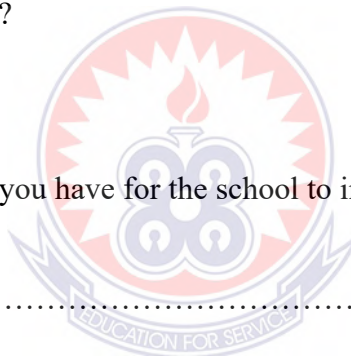 ?
you have for the school to i
……………………………………
EDUCATION FOR SERVICE